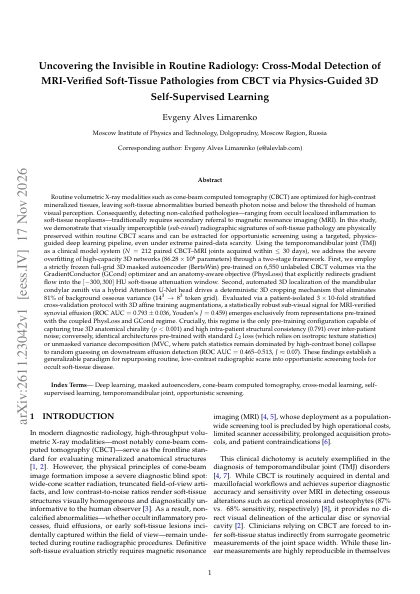 Uncovering the Invisible in Routine Radiology: Cross-Modal Detection of
MRI-Verified Soft-Tissue Pathologies from CBCT via Physics-Guided 3D
Self-Supervised Learning
Evgeny Alves Limarenko
Moscow Institute of Physics and Technology, Dolgoprudny, Moscow Region, Russia
Corresponding author: Evgeny Alves Limarenko (e@alevlab.com)
arXiv:2611.23042v1 [eess.IV] 17 Nov 2026
Abstract
Routine volumetric X-ray modalities such as cone-beam computed tomography (CBCT) are optimized for high-contrast
mineralized tissues, leaving soft-tissue abnormalities buried beneath photon noise and below the threshold of human
visual perception. Consequently, detecting non-calcified pathologies—ranging from occult localized inflammation to
soft-tissue neoplasms—traditionally requires secondary referral to magnetic resonance imaging (MRI). In this study,
we demonstrate that visually imperceptible (sub-visual) radiographic signatures of soft-tissue pathology are physically
preserved within routine CBCT scans and can be extracted for opportunistic screening using a targeted, physics-
guided deep learning pipeline, even under extreme paired-data scarcity. Using the temporomandibular joint (TMJ)
as a clinical model system (N = 212 paired CBCT–MRI joints acquired within ≤ 30 days), we address the severe
overfitting of high-capacity 3D networks (86.28 × 10⁶ parameters) through a two-stage framework. First, we employ
a strictly frozen full-grid 3D masked autoencoder (BertsWin) pre-trained on 6,550 unlabeled CBCT volumes via the
GradientConductor (GCond) optimizer and an anatomy-aware objective (PhysLoss) that explicitly redirects gradient
flow into the [−300,300] HU soft-tissue attenuation window. Second, automated 3D localization of the mandibular
condylar zenith via a hybrid Attention U-Net head drives a deterministic 3D cropping mechanism that eliminates
81% of background osseous variance (14³ → 8³ token grid). Evaluated via a patient-isolated 3 × 10-fold stratified
cross-validation protocol with 3D affine training augmentations, a statistically robust sub-visual signal for MRI-verified
synovial effusion (ROC AUC = 0.793 ± 0.036, Youden's J = 0.459) emerges exclusively from representations pre-trained
with the combined PhysLoss and GCond regime. Crucially, this regime is the only pre-training configuration capable of
capturing true 3D anatomical chirality (p < 0.001) and high intra-patient structural consistency (0.791) over inter-patient
noise; conversely, identical architectures pre-trained with standard L₂ loss (which relies on isotropic texture statistics)
or unmasked variance decomposition (MVC, where patch statistics remain dominated by high-contrast bone) collapse
to random guessing on downstream effusion detection (ROC AUC = 0.465–0.513, J = 0.07). These findings establish a
generalizable paradigm for repurposing routine, low-contrast radiographic scans into opportunistic screening tools for
occult soft-tissue disease.
Index Terms— Deep learning, masked autoencoders, cone-beam computed tomography, cross-modal learning, self-
supervised learning, temporomandibular joint, opportunistic screening.
1 INTRODUCTION
In modern diagnostic radiology, high-throughput volu-
metric X-ray modalities—most notably cone-beam com-
puted tomography (CBCT)—serve as the frontline stan-
dard for evaluating mineralized anatomical structures
[1, 2]. However, the physical principles of cone-beam
image formation impose a severe diagnostic blind spot:
wide-cone scatter radiation, truncated field-of-view artif-
acts, and low contrast-to-noise ratios render soft-tissue
structures visually homogeneous and diagnostically un-
informative to the human observer [3]. As a result, non-
calcified abnormalities—whether occult inflammatory pro-
cesses, fluid effusions, or early soft-tissue lesions inci-
dentally captured within the field of view—remain unde-
tected during routine radiographic procedures. Definitive
soft-tissue evaluation strictly requires magnetic resonance
imaging (MRI) [4, 5], whose deployment as a population-
wide screening tool is precluded by high operational costs,
limited scanner accessibility, prolonged acquisition proto-
cols, and patient contraindications [6].
This clinical dichotomy is acutely exemplified in the
diagnosis of temporomandibular joint (TMJ) disorders
[4, 7]. While CBCT is routinely acquired in dental and
maxillofacial workflows and achieves superior diagnostic
accuracy and sensitivity over MRI in detecting osseous
alterations such as cortical erosions and osteophytes (87%
vs. 68% sensitivity, respectively) [8], it provides no di-
rect visual delineation of the articular disc or synovial
cavity [2]. Clinicians relying on CBCT are forced to in-
fer soft-tissue status indirectly from surrogate geometric
measurements of the joint space width. While these lin-
ear measurements are highly reproducible in themselves
1